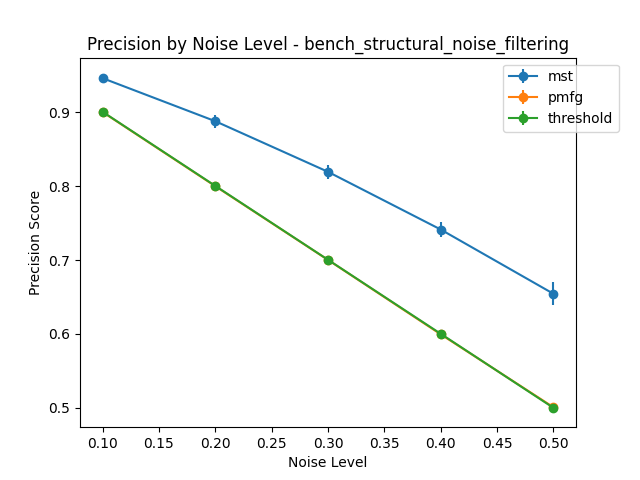 Precision by Noise Level - bench_structural_noise_filtering
mst
pmfg
threshold
Precision Score
0.9
0.8
0.7
0.6
0.5
0.10 0.15 0.20 0.25 0.30 0.35 0.40 0.45 0.50
Noise Level